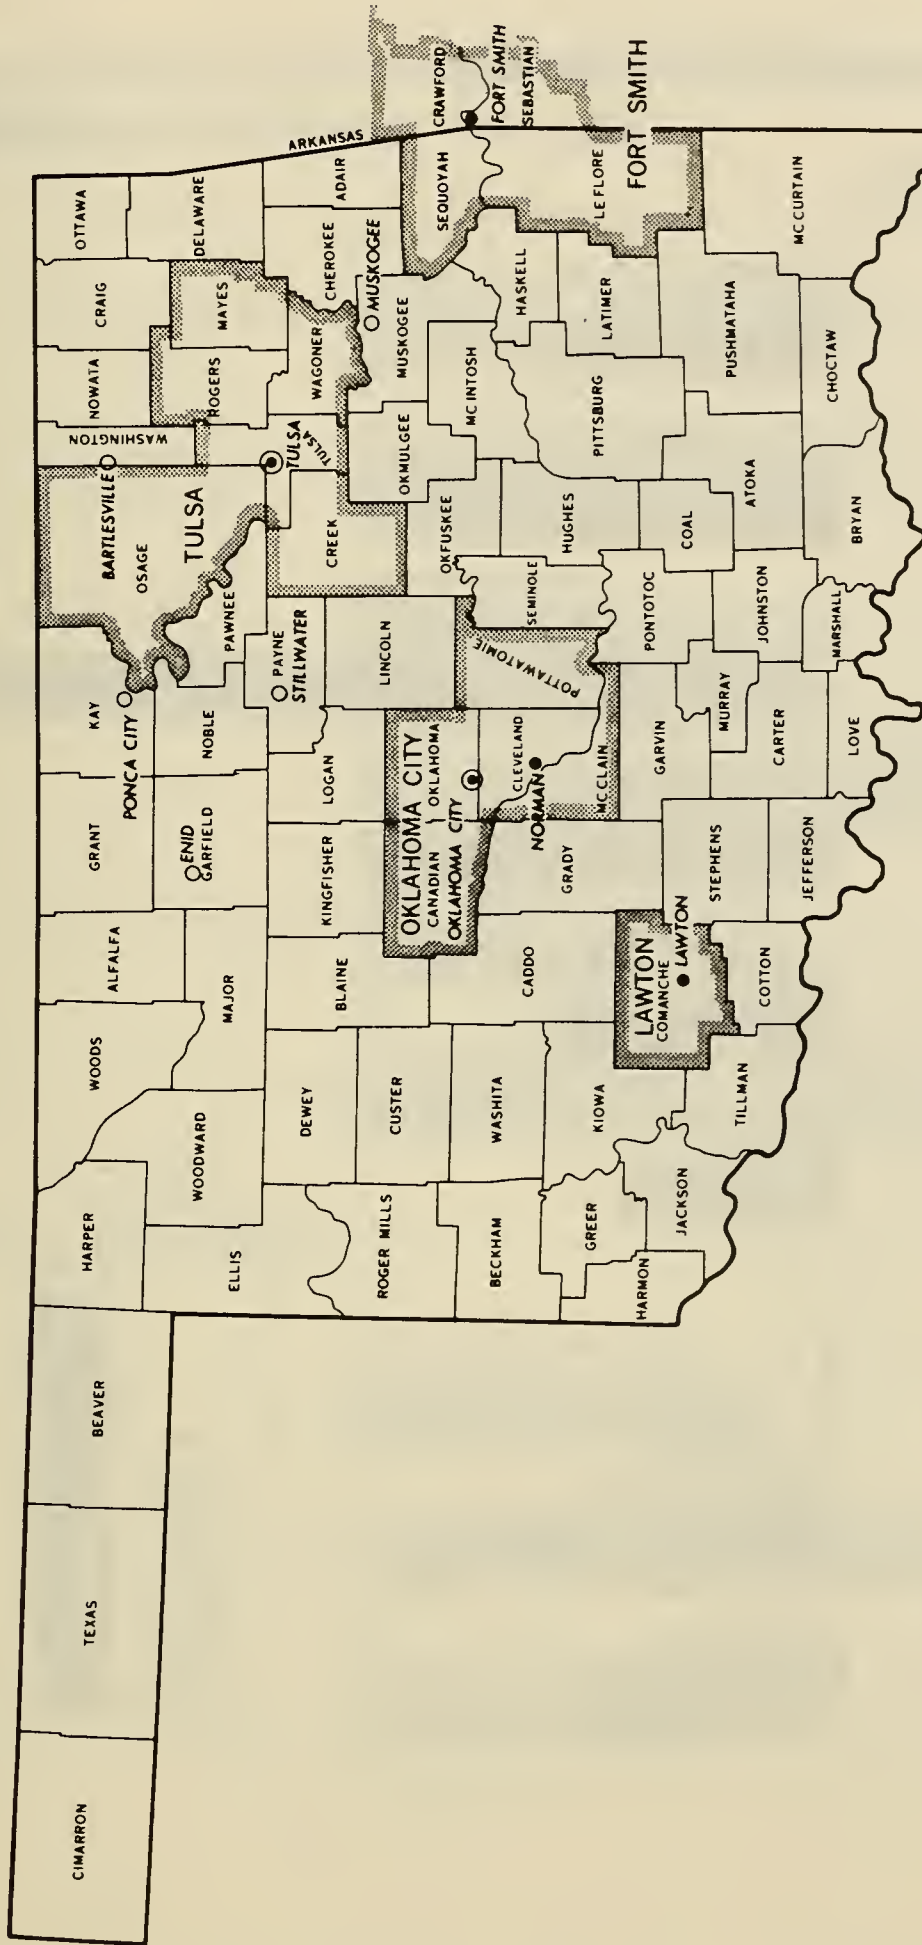 CIMARRON
TEXAS
BEAVER
HARPER
WOODS
ALFALFA
GRANT
KAY
PONCA CITY
OSAGE
BARTLESVILLE
WASHINGTON
NOWATA
CRAIG
OTTAWA
ELLIS
WOODWARD
MAJOR
GARFIELD
ENID
NOBLE
PAWNEE
TULSA
ROGERS
MAYES
DELAWARE
ROGER MILLS
DEWEY
BLAINE
KINGFISHER
LOGAN
PAYNE
STILLWATER
CREEK
TULSA
TULSA
WAGONER
CHEROKEE
ADAIR
ARKANSAS
CUSTER
OKLAHOMA CITY
CANADIAN
OKLAHOMA
OKLAHOMA CITY
LINCOLN
OKMULGEE
MUSKOGEE
MUSKOGEE
SEQUOYAH
CRAWFORD
FORT SMITH
SEBASTIAN
FORT SMITH
BECKHAM
WASHITA
CADDO
GRADY
CLEVELAND
NORMAN
MC CLAIN
POTTAWATOMIE
SEMINOLE
OKFUSKEE
HUGHES
MC INTOSH
HASKELL
LE FLORE
GREER
KIOWA
LAWTON
COMANCHE
LAWTON
STEPHENS
GARVIN
PONTOTOC
COAL
PITTSBURG
LATIMER
HARMON
JACKSON
TILLMAN
COTTON
JEFFERSON
MURRAY
CARTER
JOHNSTON
ATOKA
PUSHMATAHA
MC CURTAIN
LOVE
MARSHALL
BRYAN
CHOCTAW